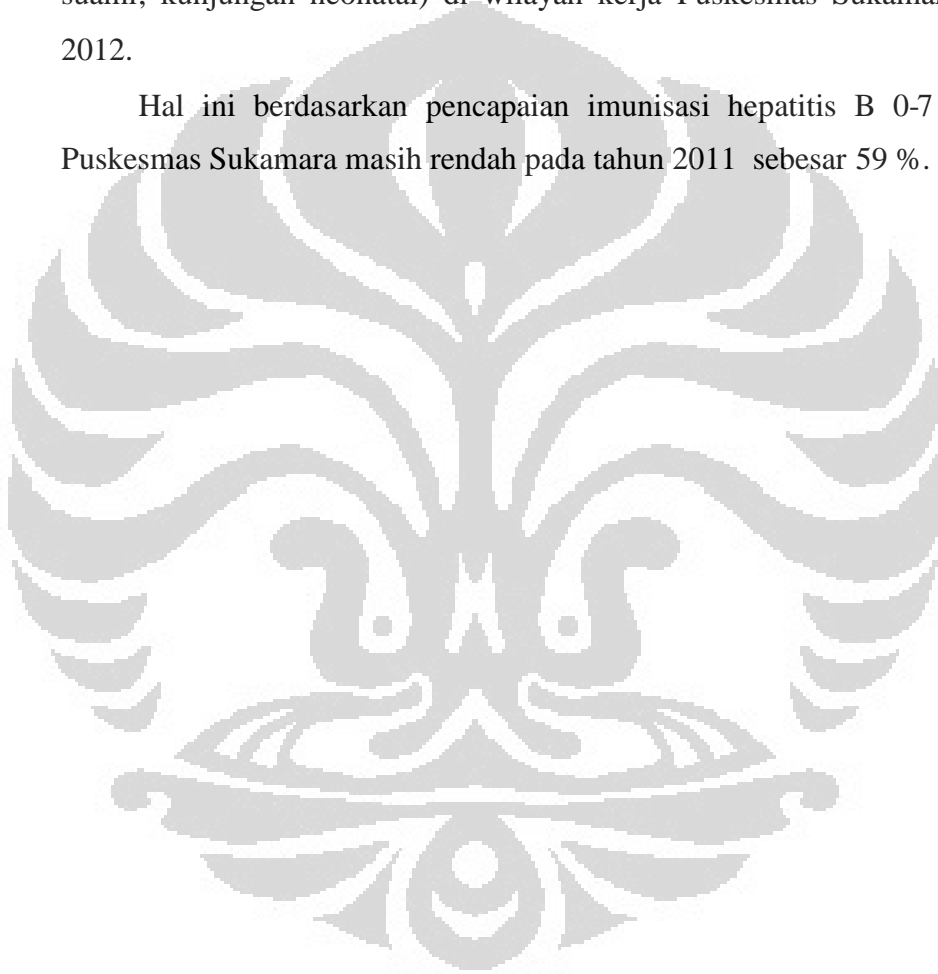 suami, kunjungan neonatal) di wilayah kerja Puskesmas Sukamar
2012.
Hal ini berdasarkan pencapaian imunisasi hepatitis B 0-7
Puskesmas Sukamara masih rendah pada tahun 2011 sebesar 59 %.